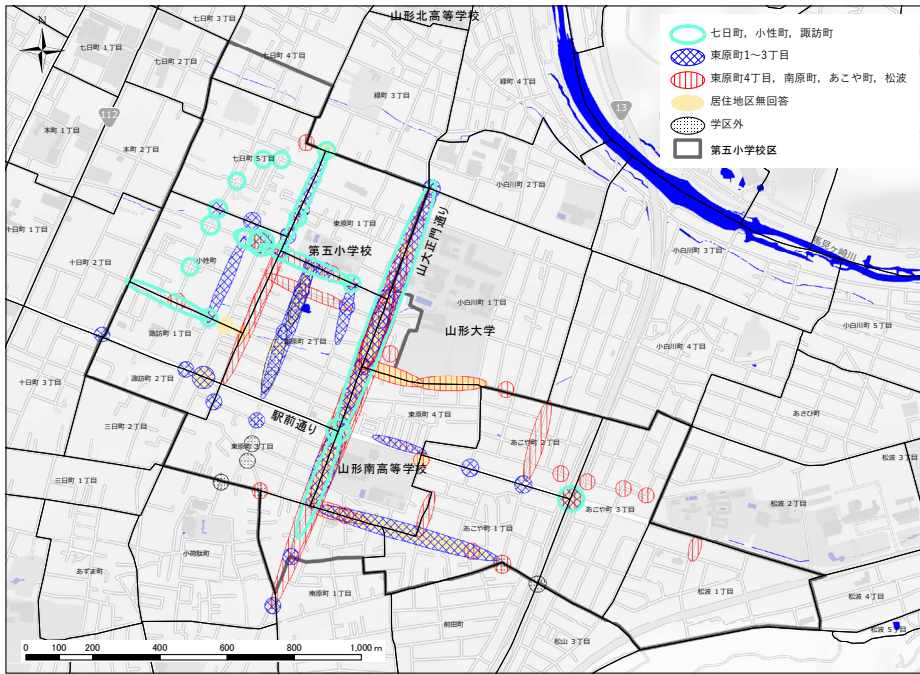 N
山形北高等学校
七日町 3丁目
七日町 1丁目
七日町 4丁目
七日町 2丁目
緑町 4丁目
緑町 3丁目
112
13
本町 1丁目
本町 2丁目
七日町 5丁目
小白川町 2丁目
七日町，小性町，諏訪町
東原町1～3丁目
東原町4丁目，南原町，あこや町，松波
居住地区無回答
学区外
第五小学校区
十日町 1丁目
東原町 1丁目
山大正門通り
小白川町 3丁目
馬見ヶ崎川
十日町 2丁目
小性町
第五小学校
小白川町 1丁目
山形大学
小白川町 5丁目
諏訪町 1丁目
東原町 2丁目
小白川町 4丁目
十日町 3丁目
諏訪町 2丁目
駅前通り
東原町 4丁目
あさひ町
三日町 2丁目
東原町 3丁目
あこや町 2丁目
松波 3丁目
山形南高等学校
三日町 1丁目
あこや町 3丁目
松波 2丁目
あこや町 1丁目
小荷駄町
あずま町
南原町 1丁目
松波 1丁目
松波 4丁目
前田町
松山 3丁目
松波 5丁目
0 100 200 400 600 800 1,000 m